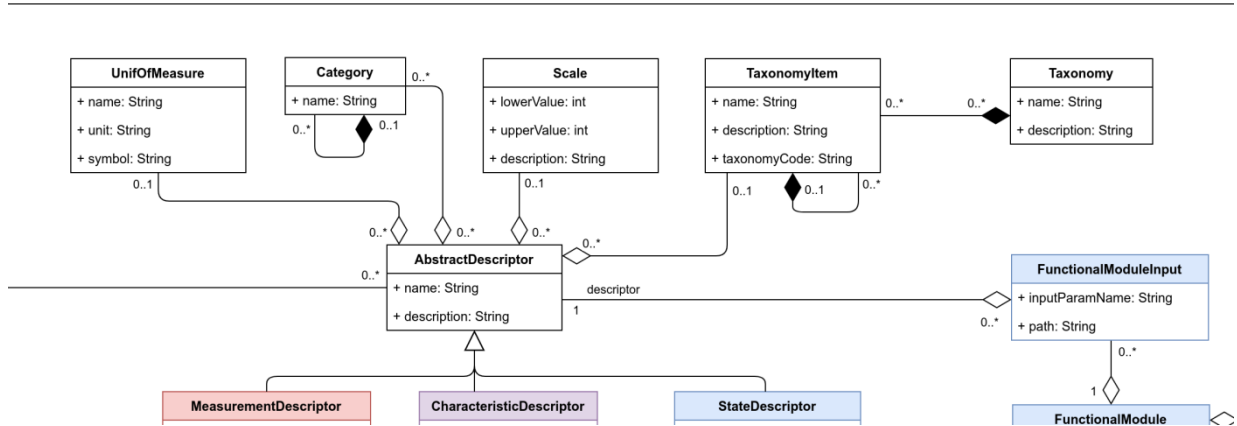 UnifOfMeasure
+ name: String
+ unit: String
+ symbol: String
Category
+ name: String
0..*
0..*
0..1
Scale
+ lowerValue: int
+ upperValue: int
+ description: String
TaxonomyItem
+ name: String
+ description: String
+ taxonomyCode: String
0..*
0..*
Taxonomy
+ name: String
+ description: String
0..1
0..1
0..1
0..1
0..*
0..*
0..*
0..*
0..*
AbstractDescriptor
+ name: String
+ description: String
0..*
descriptor
1
0..*
FunctionalModuleInput
+ inputParamName: String
+ path: String
0..*
1
MeasurementDescriptor
CharacteristicDescriptor
StateDescriptor
FunctionalModule